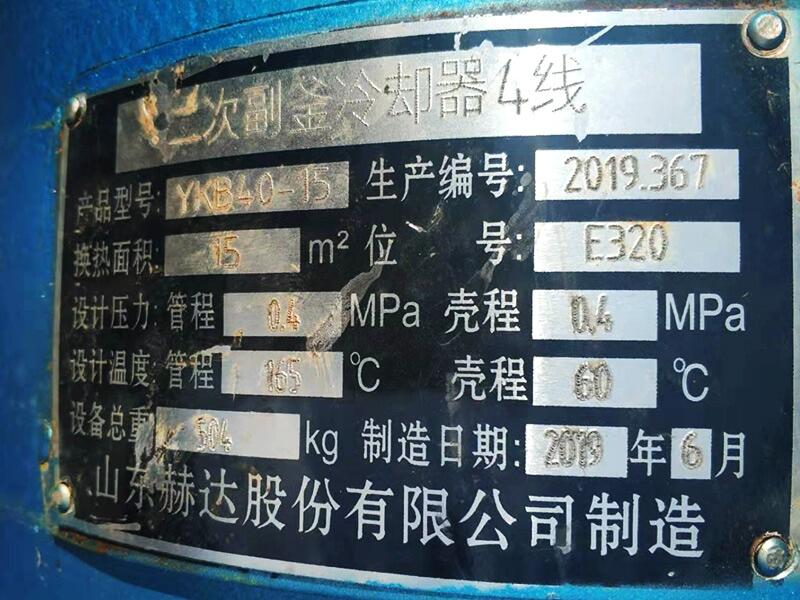 二次副釜冷却器4线
产品型号: YKB40-15 生产编号: 2019.367
换热面积: 15 m² 位 号: E320
设计压力: 管程 0.4 MPa 壳程 0.4 MPa
设计温度: 管程 165 ℃ 壳程 60 ℃
设备总重 504 kg 制造日期: 2019 年 6 月
山东赫达股份有限公司制造